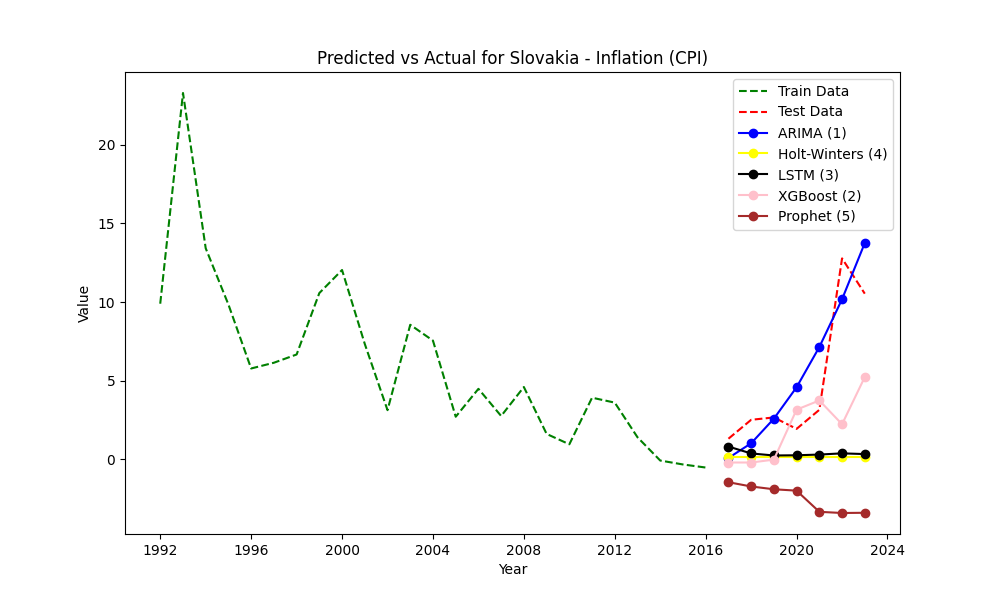 Predicted vs Actual for Slovakia - Inflation (CPI)
Train Data
Test Data
ARIMA (1)
Holt-Winters (4)
LSTM (3)
XGBoost (2)
Prophet (5)
Value
20
15
10
5
0
1992 1996 2000 2004 2008 2012 2016 2020 2024
Year